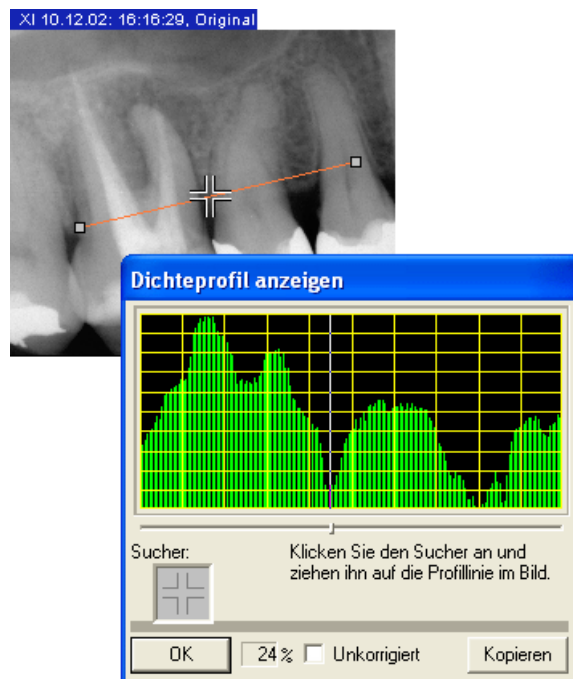 XI 10.12.02: 16:16:29, Original
Dichteprofil anzeigen
Sucher:
Klicken Sie den Sucher an und
ziehen ihn auf die Profillinie im Bild.
OK
24 %
Unkorrigiert
Kopieren